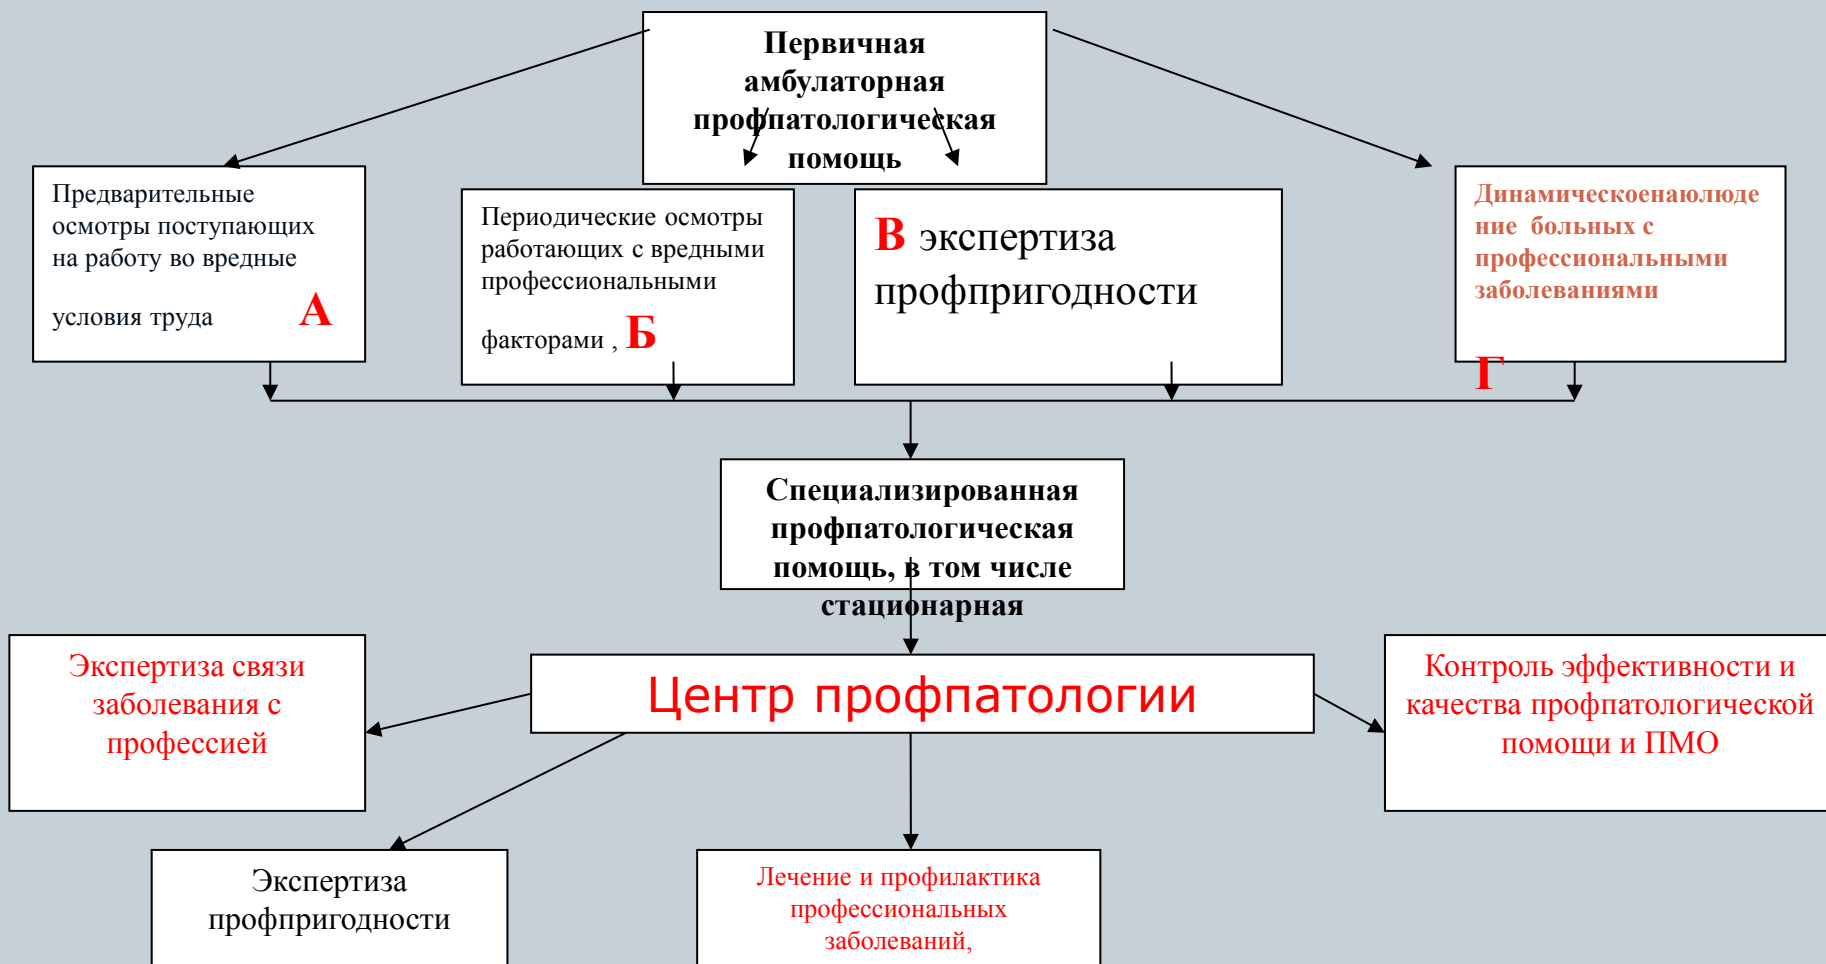 Первичная
амбулаторная
профпатологическая
помощь
Предварительные
осмотры поступающих
на работу во вредные
условия труда А
Периодические осмотры
работающих с вредными
профессиональными
факторами , Б
В экспертиза
профпригодности
Динамическоенаюлюде
ние больных с
профессиональными
заболеваниями
Г
Специализированная
профпатологическая
помощь, в том числе
стационарная
Центр профпатологии
Экспертиза связи
заболевания с
профессией
Контроль эффективности и
качества профпатологической
помощи и ПМО
Экспертиза
профпригодности
Лечение и профилактика
профессиональных
заболеваний,